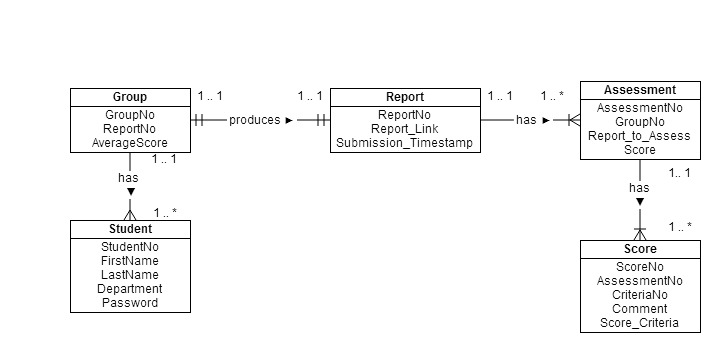 Group
GroupNo
ReportNo
AverageScore
1 .. 1
produces
1 .. 1
Report
ReportNo
Report_Link
Submission_Timestamp
1 .. 1
has
1 .. *
Assessment
AssessmentNo
GroupNo
Report_to_Assess
Score
1 .. 1
has
1 .. *
Student
StudentNo
FirstName
LastName
Department
Password
1 .. 1
has
1 .. *
Score
ScoreNo
AssessmentNo
CriteriaNo
Comment
Score_Criteria